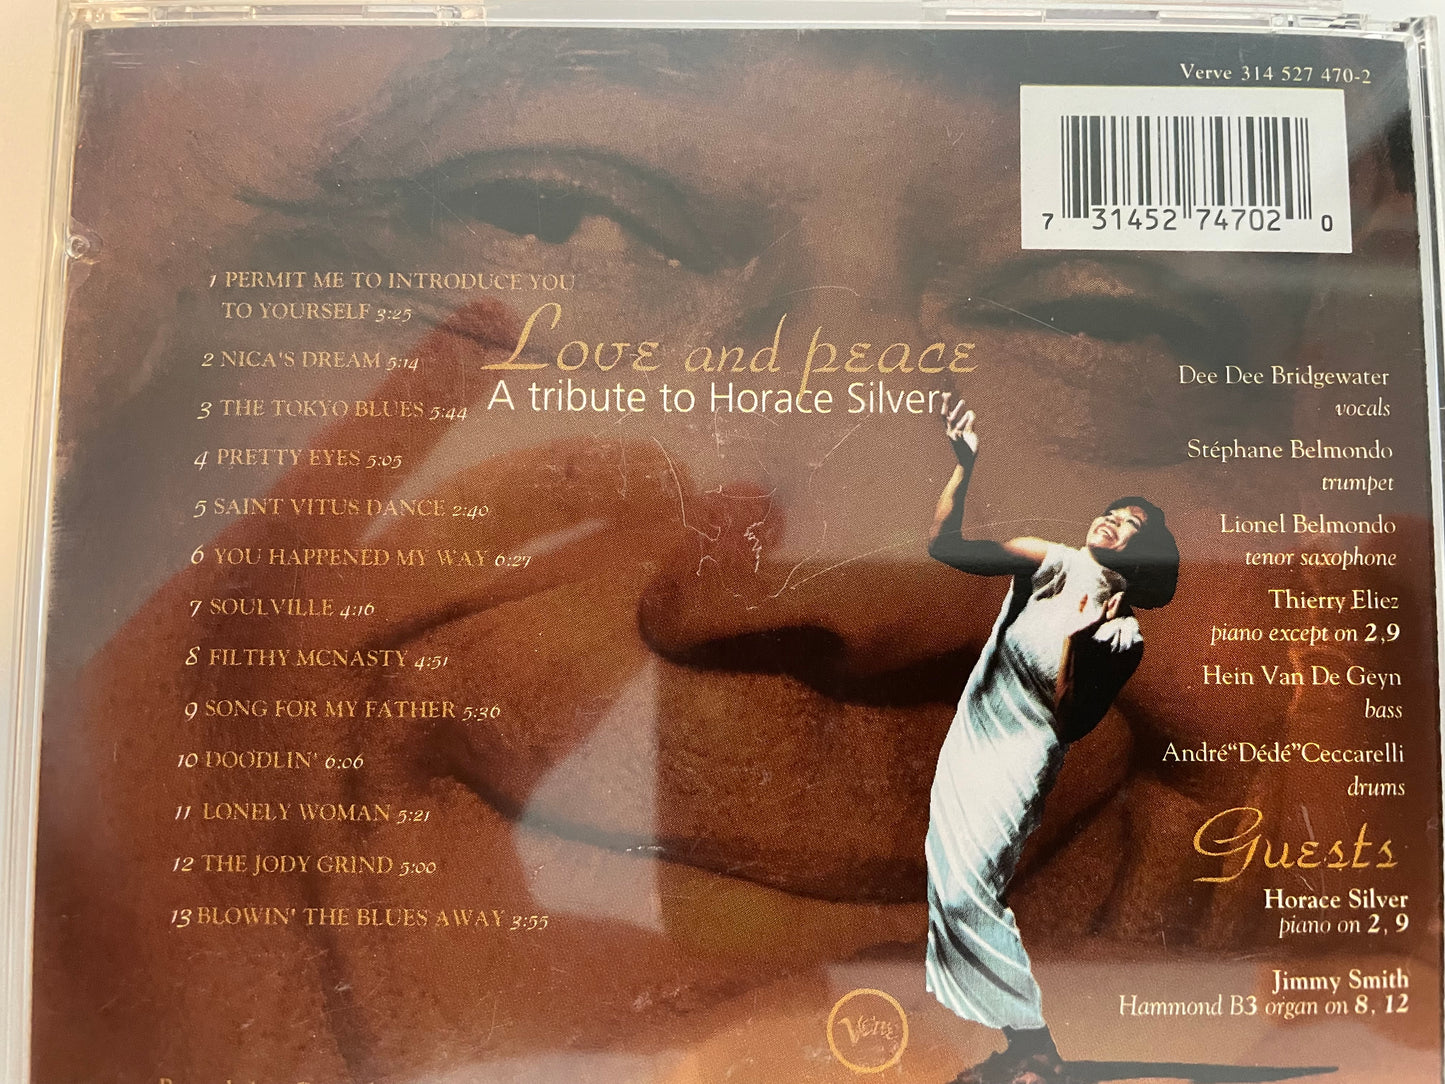 Verve 314 527 470-2
7 31452 74702 0
1 PERMIT ME TO INTRODUCE YOU
TO YOURSELF 3:25
2 NICA'S DREAM 5:14
3 THE TOKYO BLUES 5:44
4 PRETTY EYES 5:05
5 SAINT VITUS DANCE 2:40
6 YOU HAPPENED MY WAY 6:27
7 SOULVILLE 4:16
8 FILTHY MCNASTY 4:51
9 SONG FOR MY FATHER 5:36
10 DOODLIN' 6:06
11 LONELY WOMAN 5:21
12 THE JODY GRIND 5:00
13 BLOWIN' THE BLUES AWAY 3:55
Love and peace
A tribute to Horace Silver
Dee Dee Bridgewater
vocals
Stéphane Belmondo
trumpet
Lionel Belmondo
tenor saxophone
Thierry Eliez
piano except on 2,9
Hein Van De Geyn
bass
André“Dédé”Ceccarelli
drums
Guests
Horace Silver
piano on 2, 9
Jimmy Smith
Hammond B3 organ on 8, 12
Verve